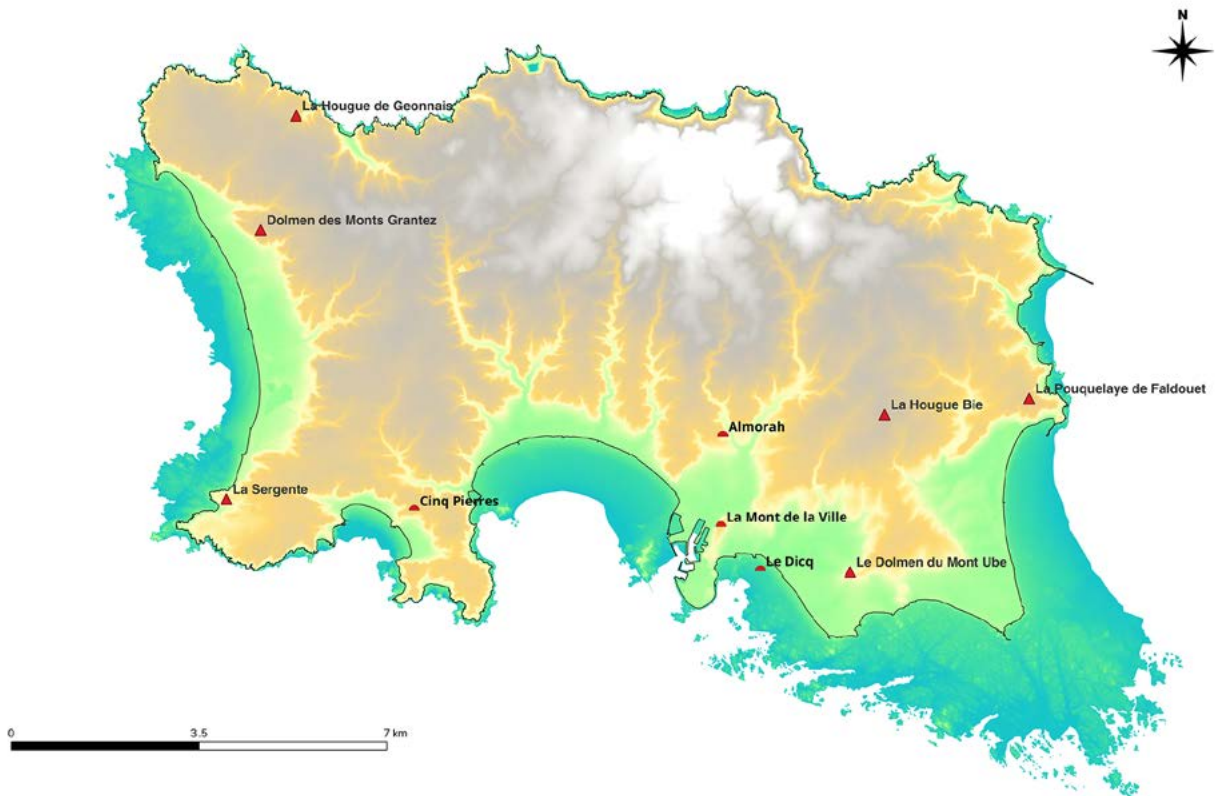 N
La Hougue de Geonnais
Dolmen des Monts Grantez
La Pouquelaye de Faldouet
La Hougue Bie
Almorah
La Sergente
Cinq Pierres
La Mont de la Ville
Le Dicq
Le Dolmen du Mont Ube
0 3.5 7 km